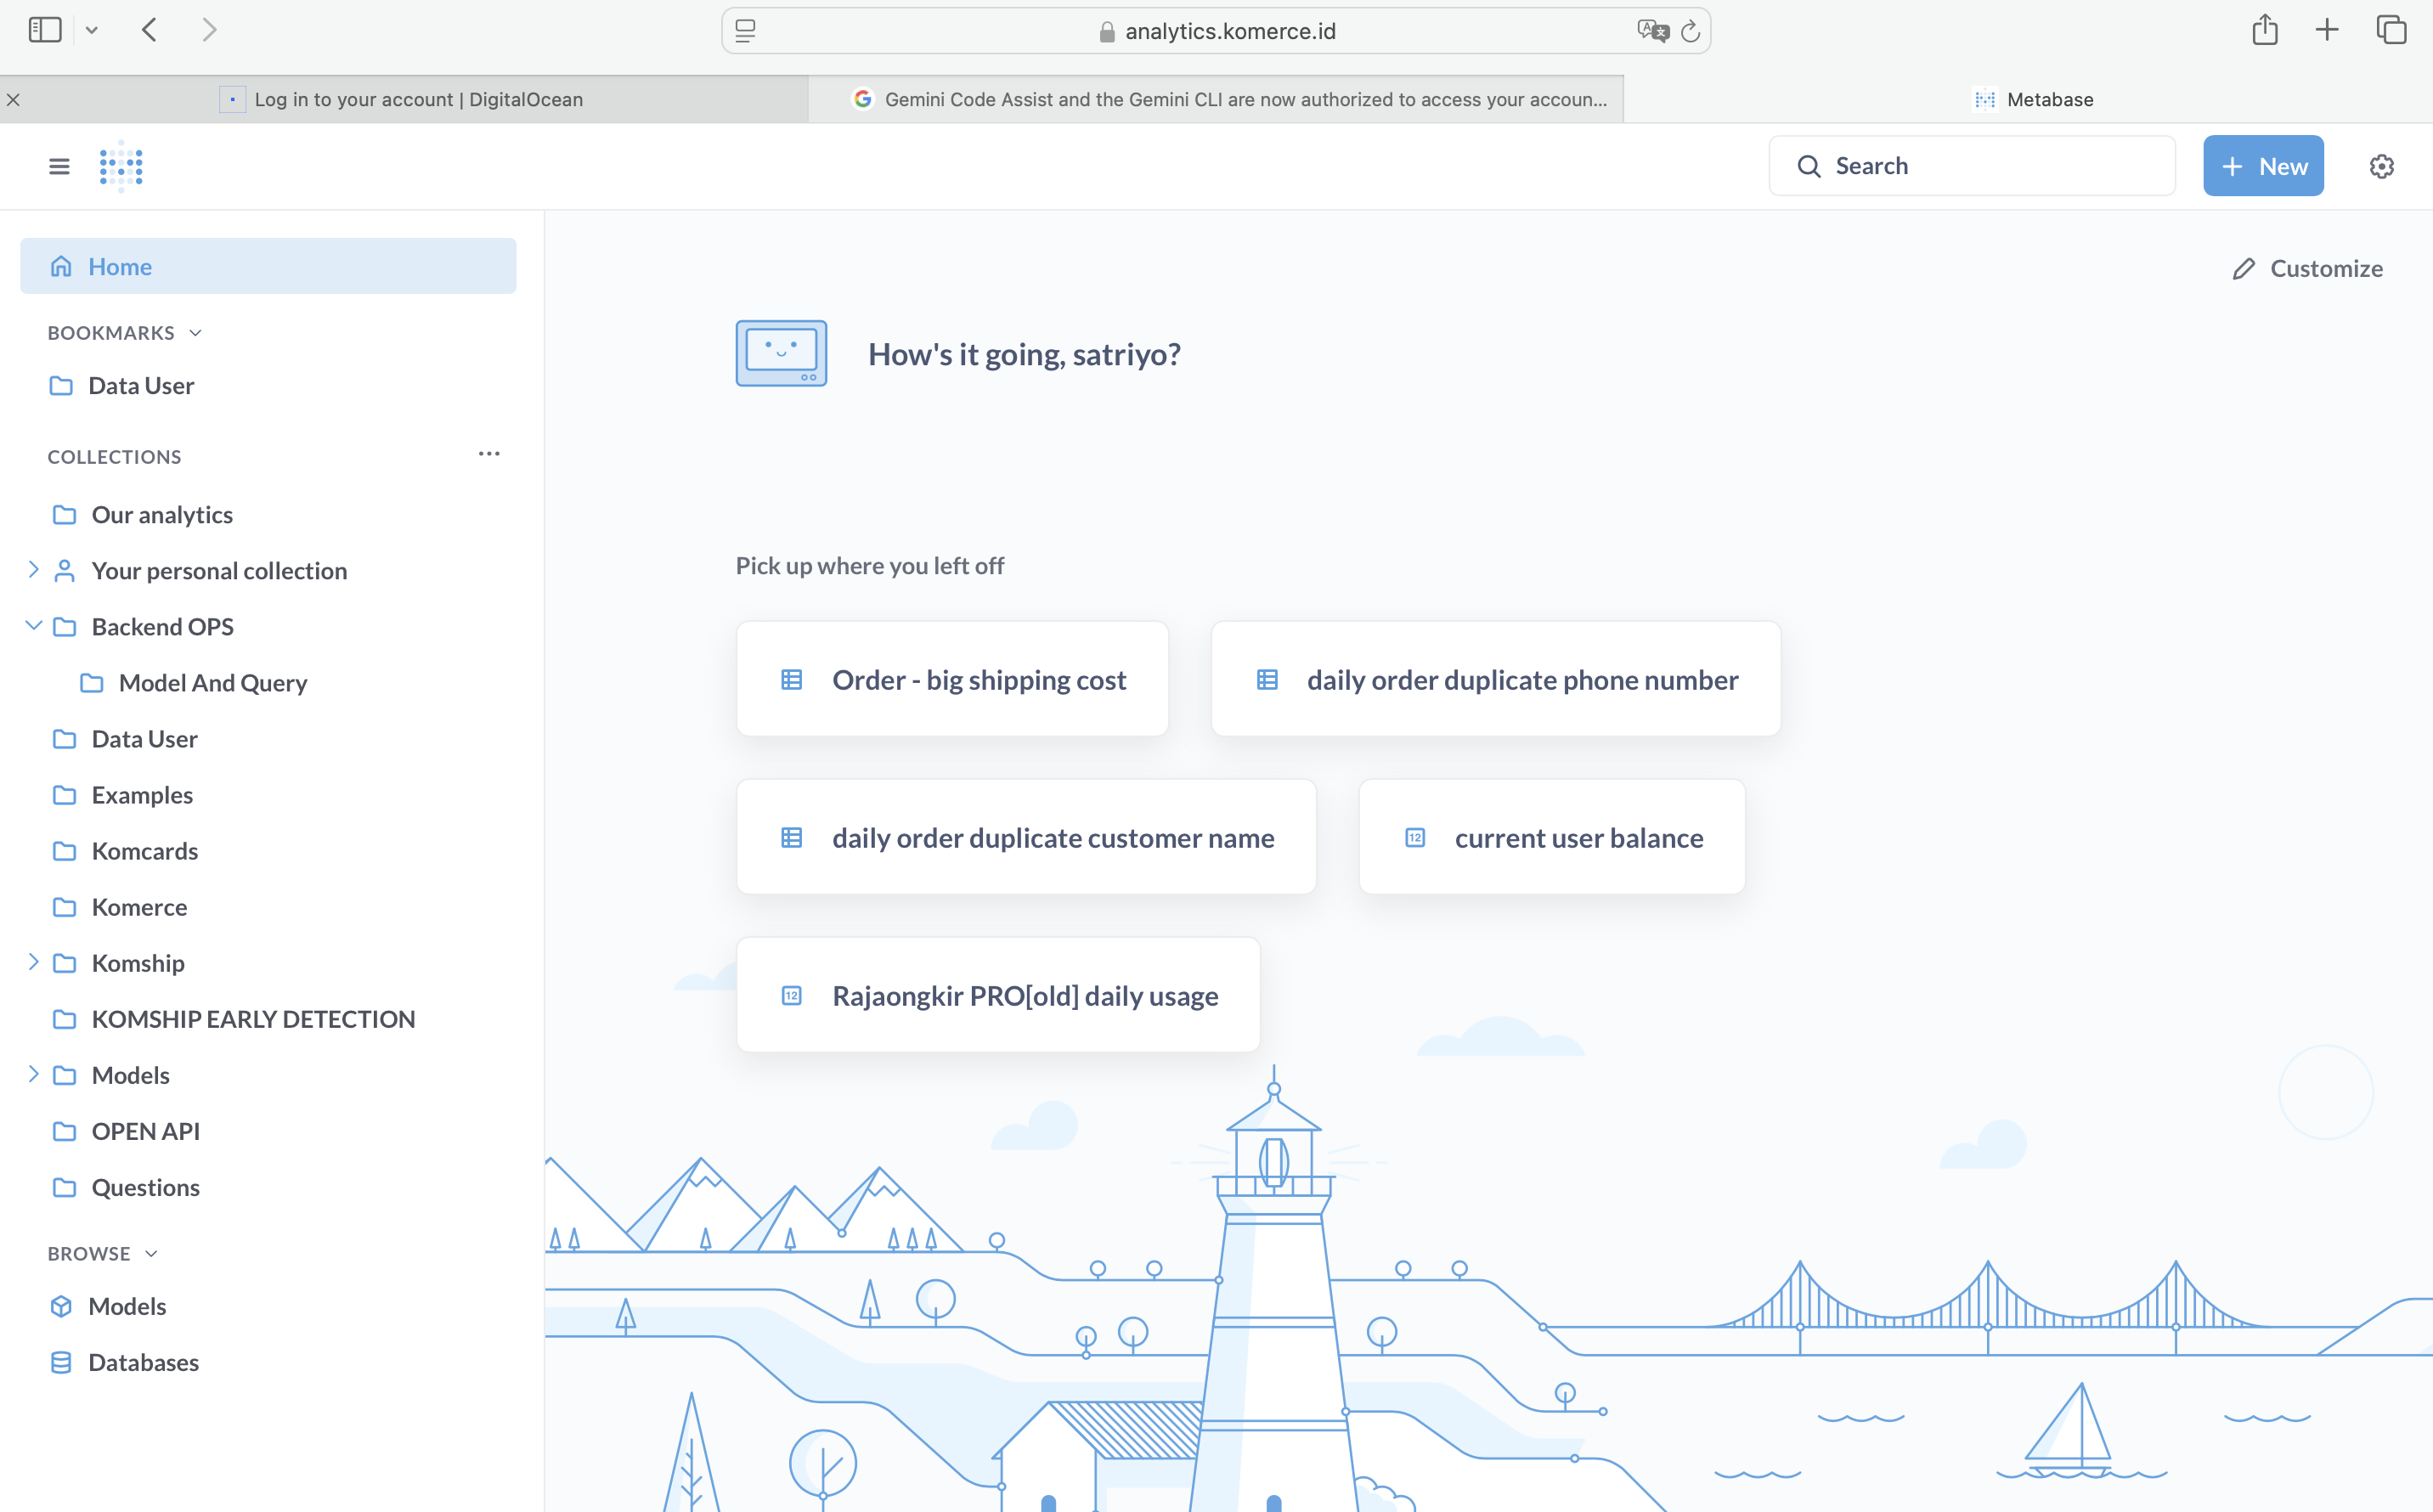 analytics.komerce.id
Log in to your account | DigitalOcean
Gemini Code Assist and the Gemini CLI are now authorized to access your accoun...
Metabase
Search
New
Home
Customize
BOOKMARKS
How's it going, satriyo?
Data User
COLLECTIONS
Our analytics
Your personal collection
Pick up where you left off
Backend OPS
Model And Query
Order - big shipping cost
daily order duplicate phone number
Data User
Examples
daily order duplicate customer name
12
current user balance
Komcards
Komerce
Komship
12
Rajaongkir PRO[old] daily usage
KOMSHIP EARLY DETECTION
Models
OPEN API
Questions
BROWSE
Models
Databases